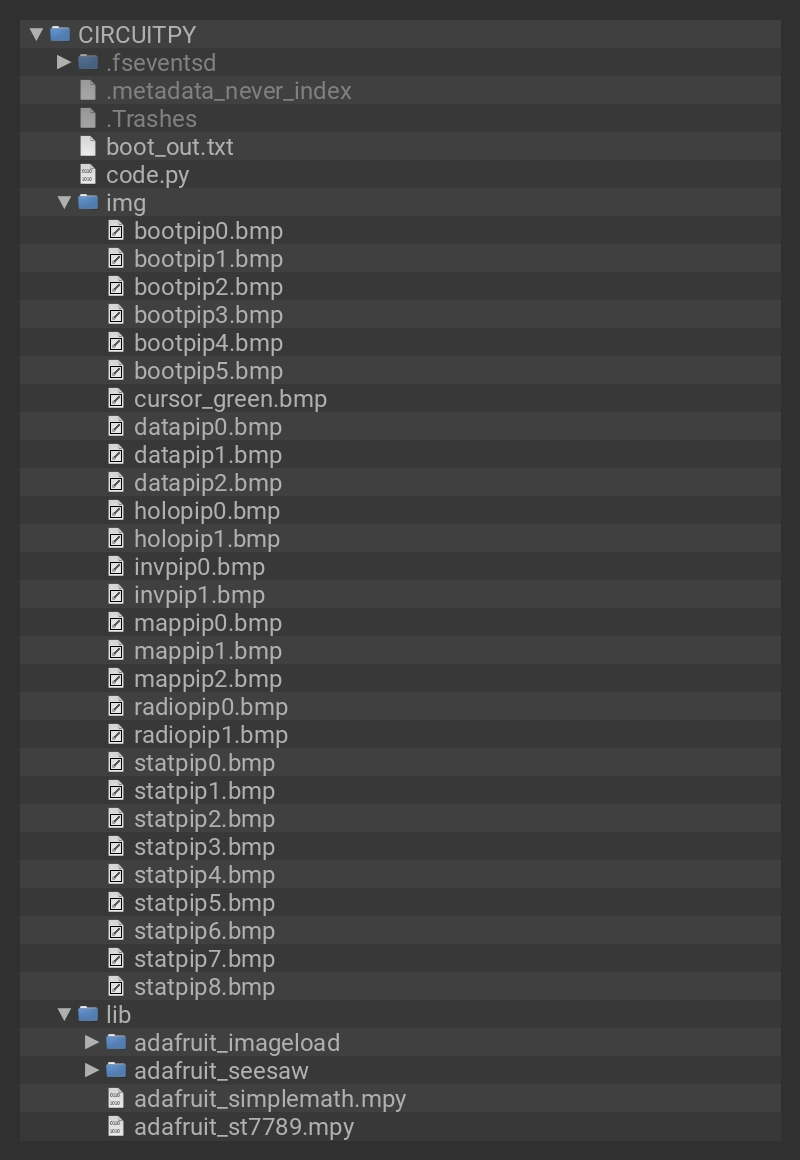 CIRCUITPY
.fseventsd
.metadata_never_index
.Trashes
boot_out.txt
code.py
img
bootpip0.bmp
bootpip1.bmp
bootpip2.bmp
bootpip3.bmp
bootpip4.bmp
bootpip5.bmp
cursor_green.bmp
datapip0.bmp
datapip1.bmp
datapip2.bmp
holopip0.bmp
holopip1.bmp
invpip0.bmp
invpip1.bmp
mappip0.bmp
mappip1.bmp
mappip2.bmp
radiopip0.bmp
radiopip1.bmp
statpip0.bmp
statpip1.bmp
statpip2.bmp
statpip3.bmp
statpip4.bmp
statpip5.bmp
statpip6.bmp
statpip7.bmp
statpip8.bmp
lib
adafruit_imageload
adafruit_seesaw
adafruit_simplemath.mpy
adafruit_st7789.mpy